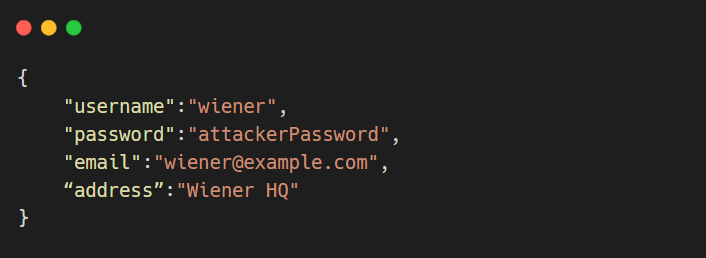 {
    "username":"wiener",
    "password":"attackerPassword",
    "email":"wiener@example.com",
    “address”:"Wiener HQ"
}